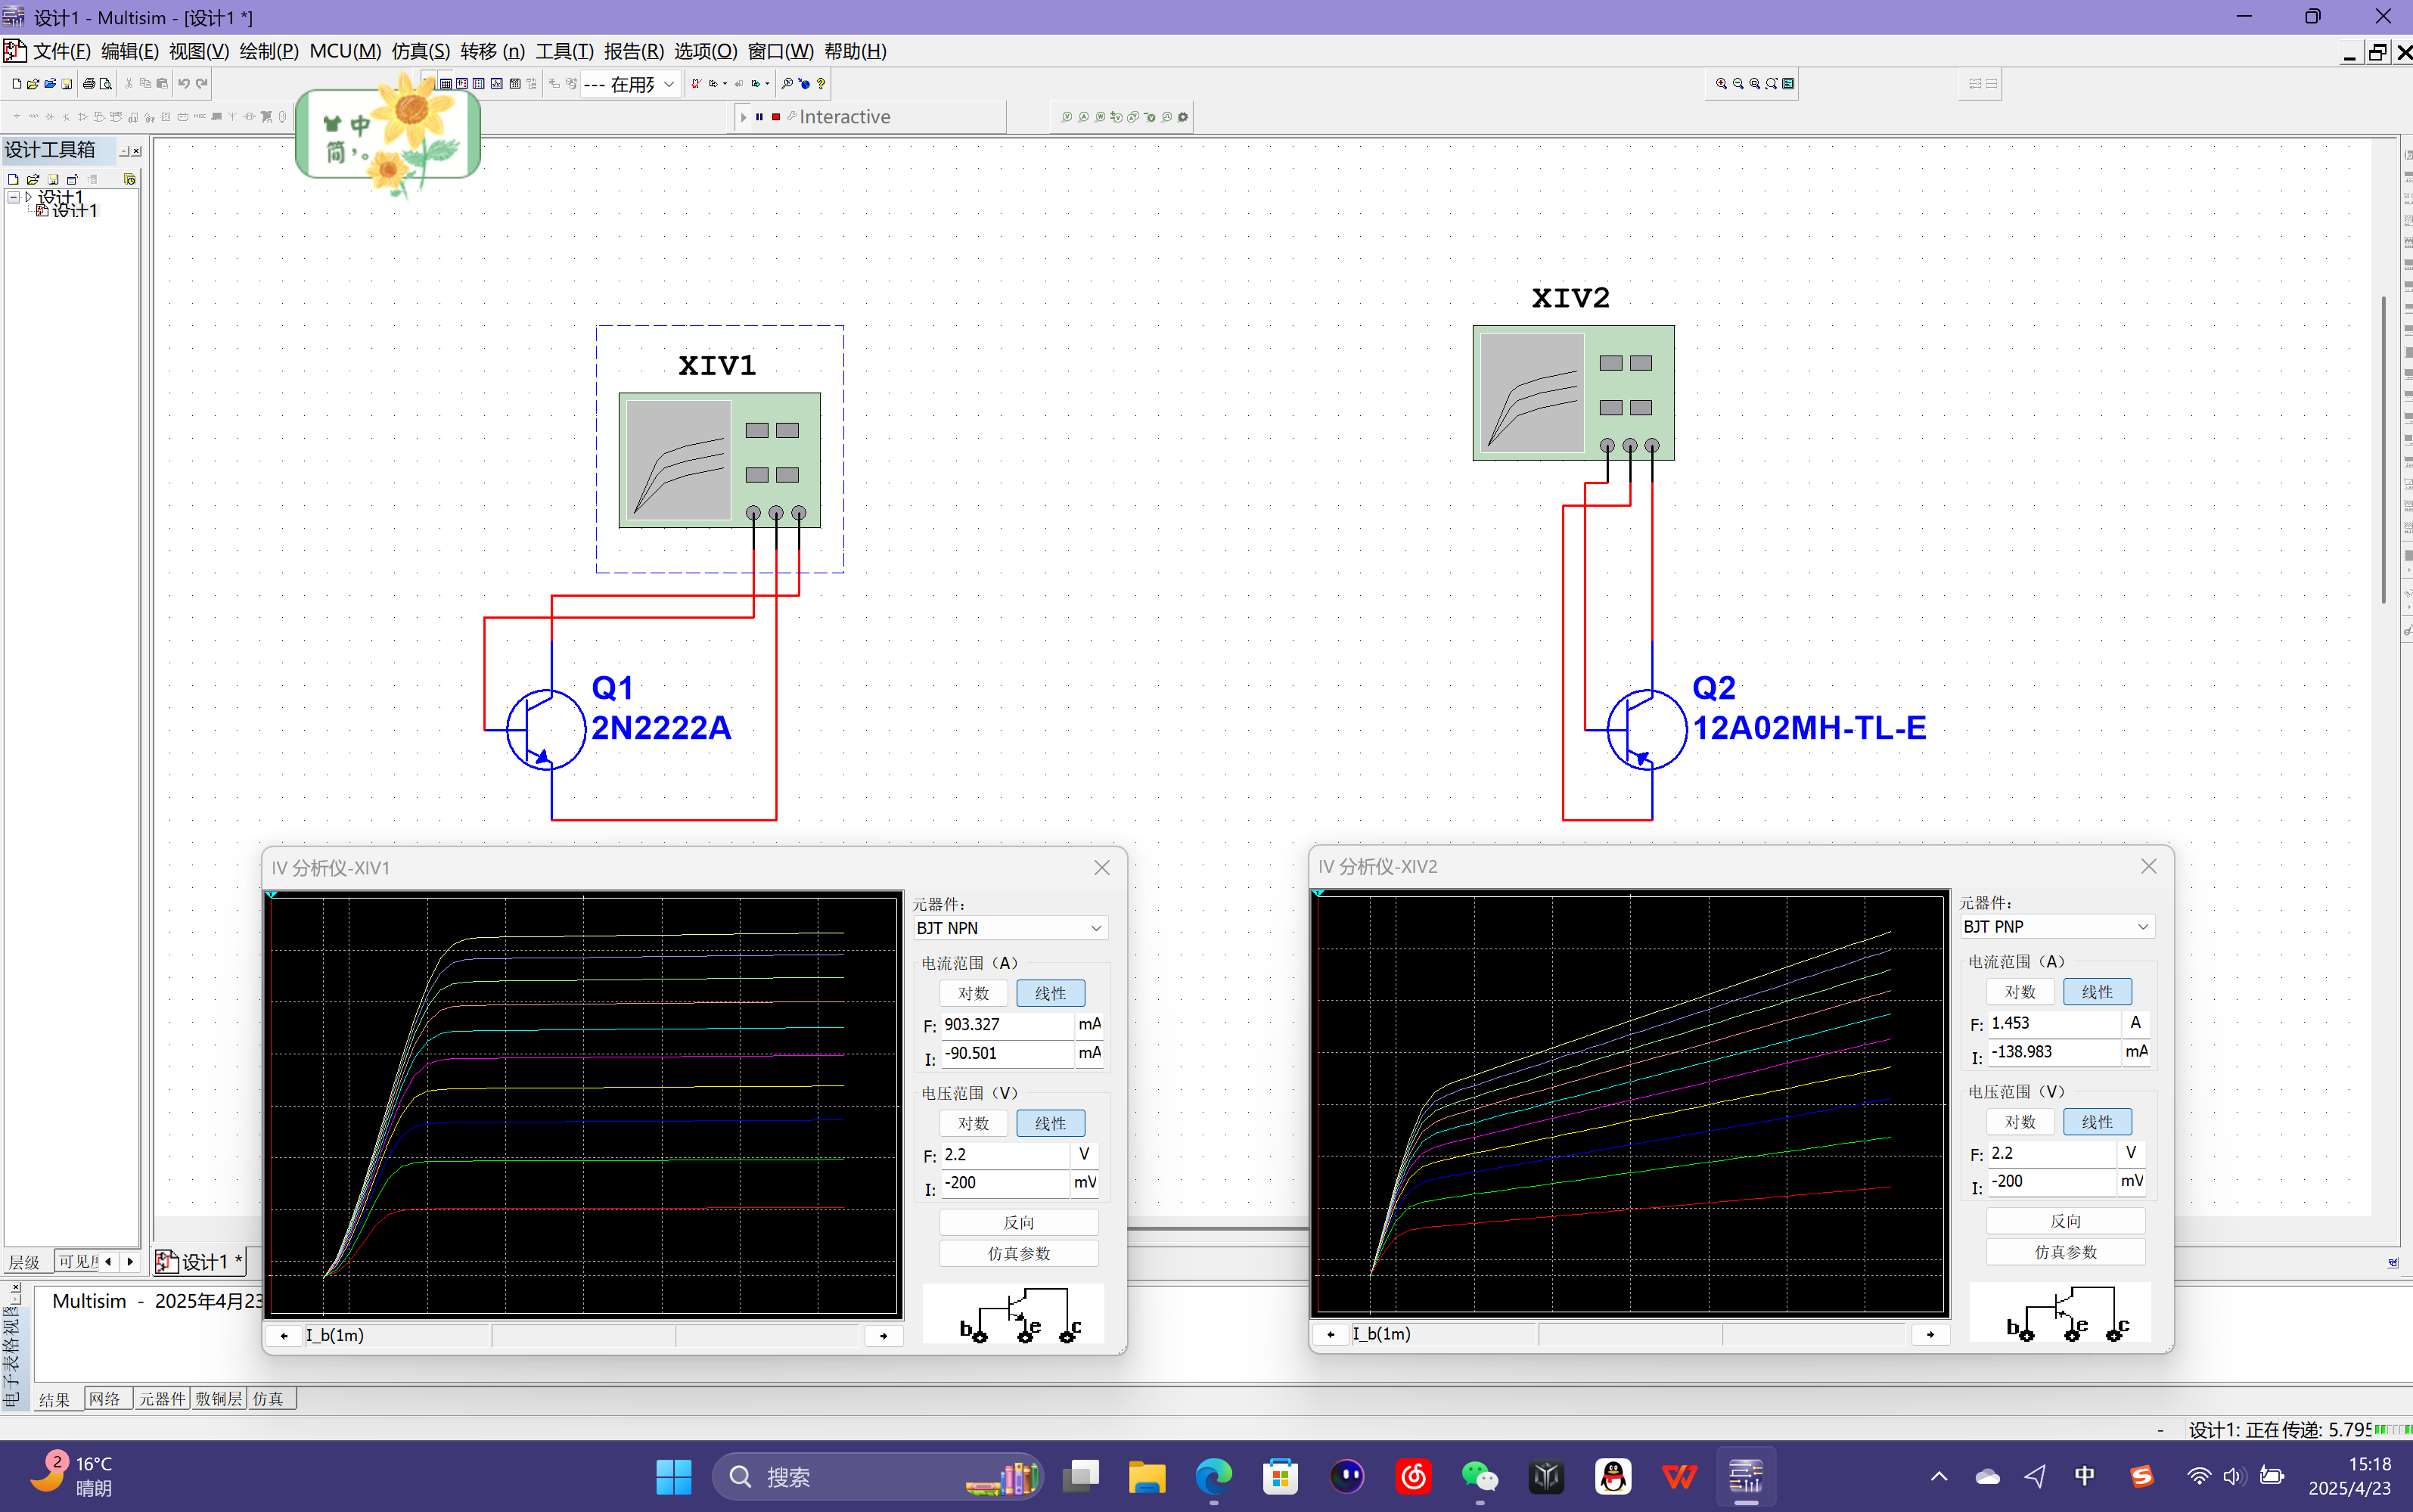 设计1 - Multisim - [设计1 *]
文件(F) 编辑(E) 视图(V) 绘制(P) MCU(M) 仿真(S) 转移 (n) 工具(T) 报告(R) 选项(O) 窗口(W) 帮助(H)
--- 在用
中
简
Interactive
设计工具箱
设计1
设计1
XIV1
XIV2
Q1
2N2222A
Q2
12A02MH-TL-E
IV 分析仪-XIV1
元器件:
BJT NPN
电流范围（A）
对数
线性
F: 903.327 mA
I: -90.501 mA
电压范围（V）
对数
线性
F: 2.2 V
I: -200 mV
反向
仿真参数
b e c
I_b(1m)
IV 分析仪-XIV2
元器件:
BJT PNP
电流范围（A）
对数
线性
F: 1.453 A
I: -138.983 mA
电压范围（V）
对数
线性
F: 2.2 V
I: -200 mV
反向
仿真参数
b e c
I_b(1m)
层级
可见
设计1 *
Multisim - 2025年4月23
电子表格视图
结果
网络
元器件
敷铜层
仿真
设计1: 正在传递: 5.795
2
16°C
晴朗
搜索
中
15:18
2025/4/23